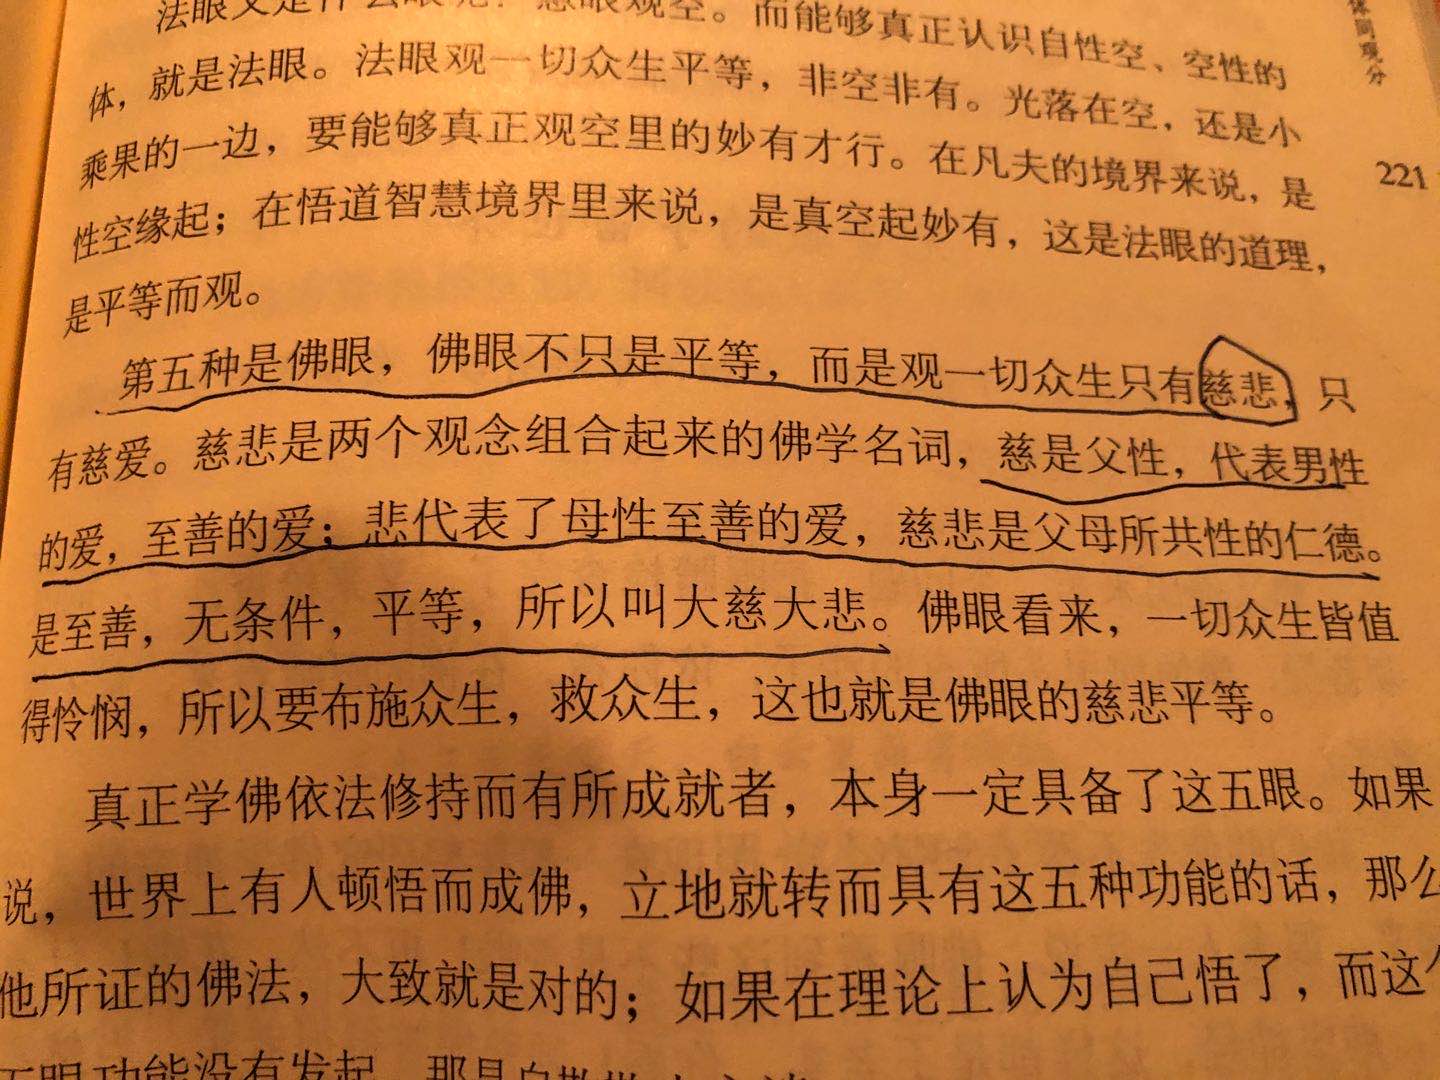 法眼又是什么眼呢？慧眼观空。而能够真正认识自性空、空性的
体，就是法眼。法眼观一切众生平等，非空非有。光落在空，还是小
乘果的一边，要能够真正观空里的妙有才行。在凡夫的境界来说，是
性空缘起；在悟道智慧境界里来说，是真空起妙有，这是法眼的道理，
是平等而观。
第五种是佛眼，佛眼不只是平等，而是观一切众生只有慈悲，只
有慈爱。慈悲是两个观念组合起来的佛学名词，慈是父性，代表男性
的爱，至善的爱；悲代表了母性至善的爱，慈悲是父母所共性的仁德。
是至善，无条件，平等，所以叫大慈大悲。佛眼看来，一切众生皆值
得怜悯，所以要布施众生，救众生，这也就是佛眼的慈悲平等。
真正学佛依法修持而有所成就者，本身一定具备了这五眼。如果
说，世界上有人顿悟而成佛，立地就转而具有这五种功能的话，那么
他所证的佛法，大致就是对的；如果在理论上认为自己悟了，而这个
五眼功能没有发起，那是自
体同观分
221